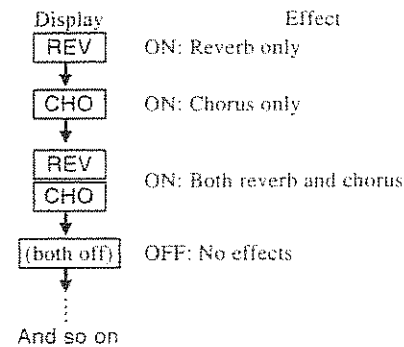 Display Effect
REV ON: Reverb only
CHO ON: Chorus only
REV
ON: Both reverb and chorus
CHO
(both off) OFF: No effects
And so on